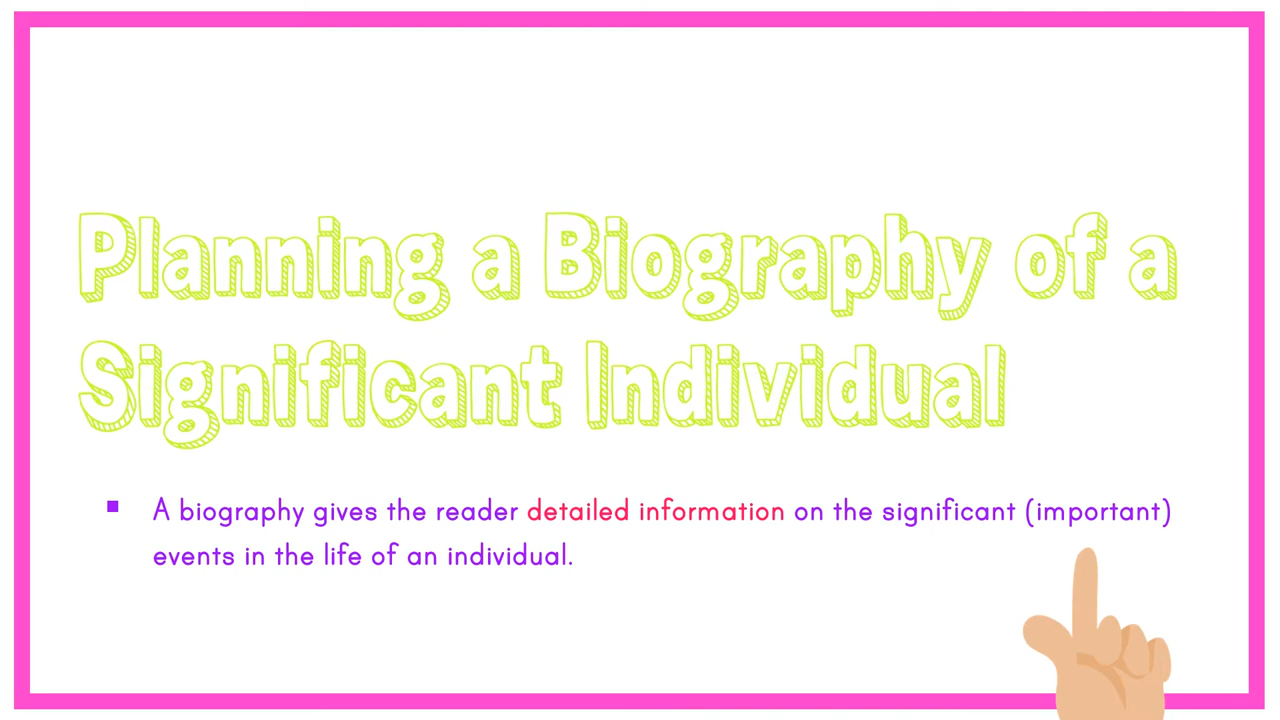 Planning a Biography of a
Significant Individual
▪ A biography gives the reader detailed information on the significant (important)
events in the life of an individual.